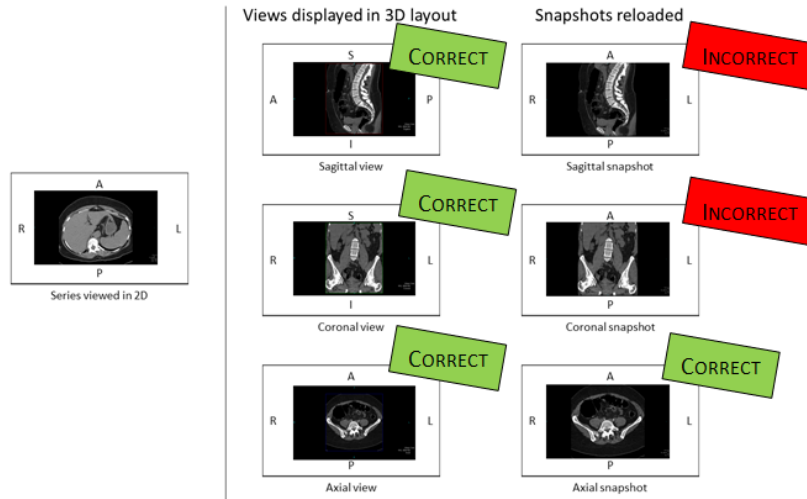 Views displayed in 3D layout
Snapshots reloaded
S
CORRECT
A
P
I
Sagittal view
A
INCORRECT
R
L
P
Sagittal snapshot
A
R
L
P
Series viewed in 2D
S
CORRECT
R
L
I
Coronal view
A
INCORRECT
R
L
P
Coronal snapshot
A
CORRECT
R
L
P
Axial view
A
CORRECT
R
L
P
Axial snapshot